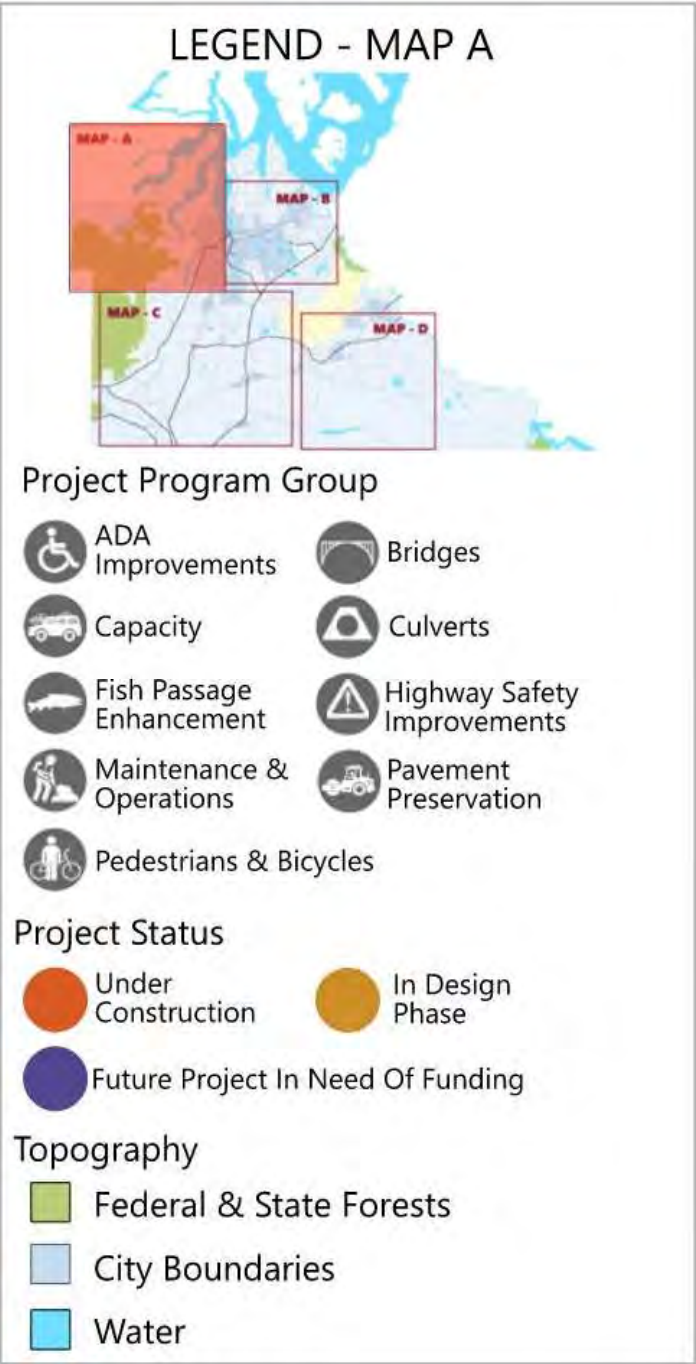 LEGEND - MAP A
MAP - A
MAP - B
MAP - C
MAP - D
Project Program Group
ADA
Improvements
Bridges
Capacity
Culverts
Fish Passage
Enhancement
Highway Safety
Improvements
Maintenance &
Operations
Pavement
Preservation
Pedestrians & Bicycles
Project Status
Under
Construction
In Design
Phase
Future Project In Need Of Funding
Topography
Federal & State Forests
City Boundaries
Water